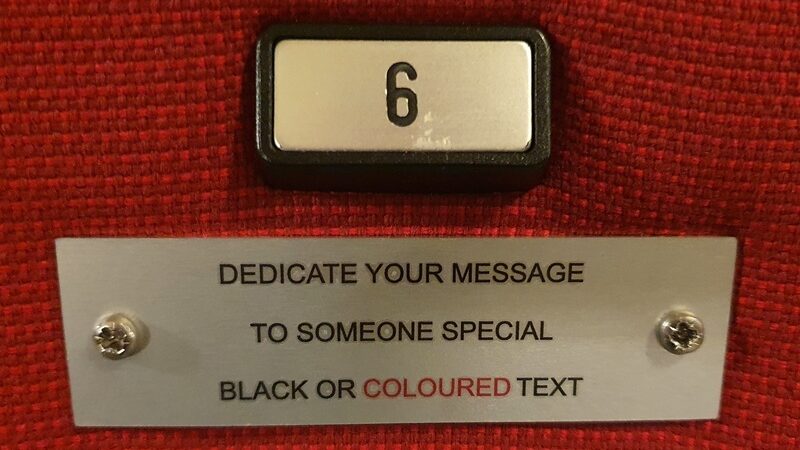 6
DEDICATE YOUR MESSAGE
TO SOMEONE SPECIAL
BLACK OR COLOURED TEXT